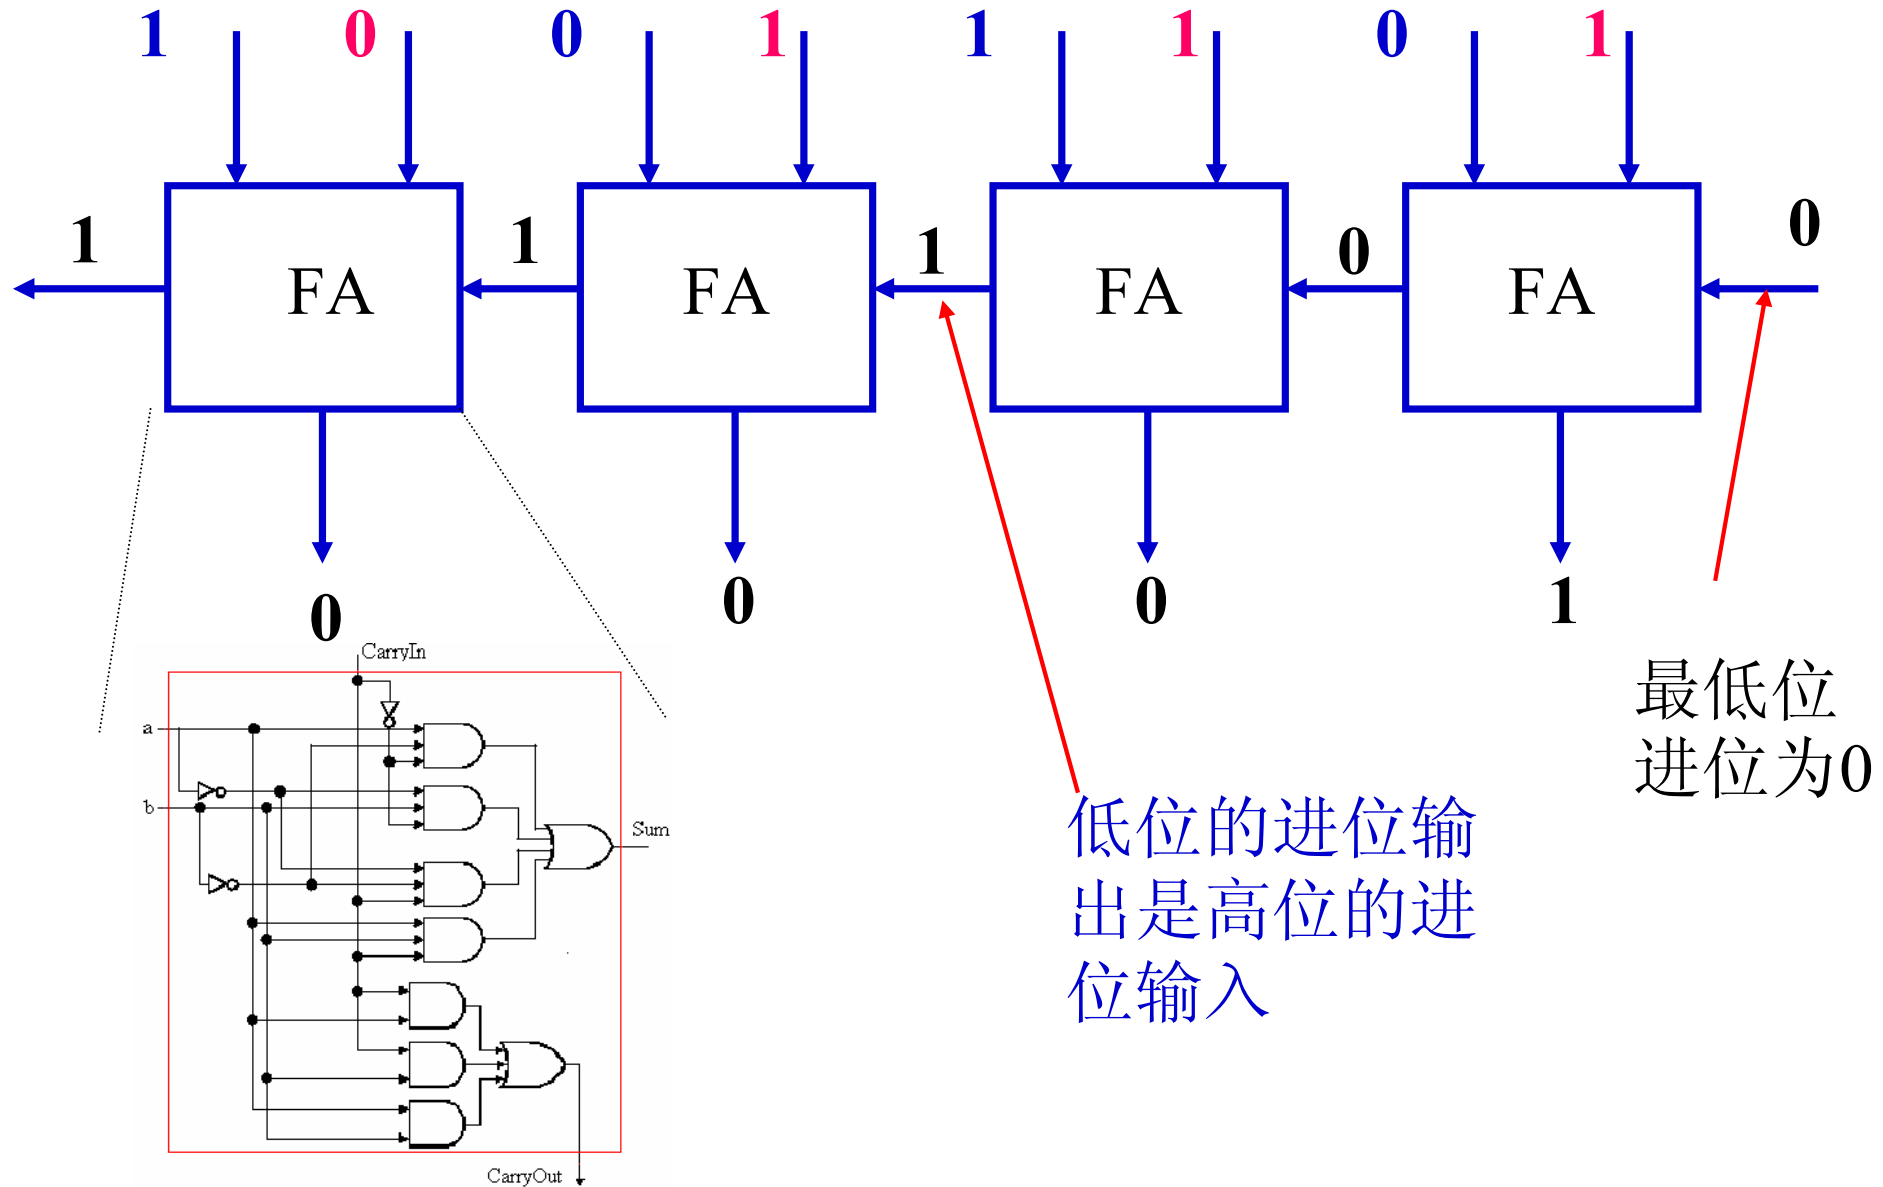 1 0 0 1 1 1 0 1
1 1 1 0 0
FA FA FA FA
0 0 0 1
CarryIn
a
b
Sum
CarryOut
低位的进位输
出是高位的进
位输入
最低位
进位为0